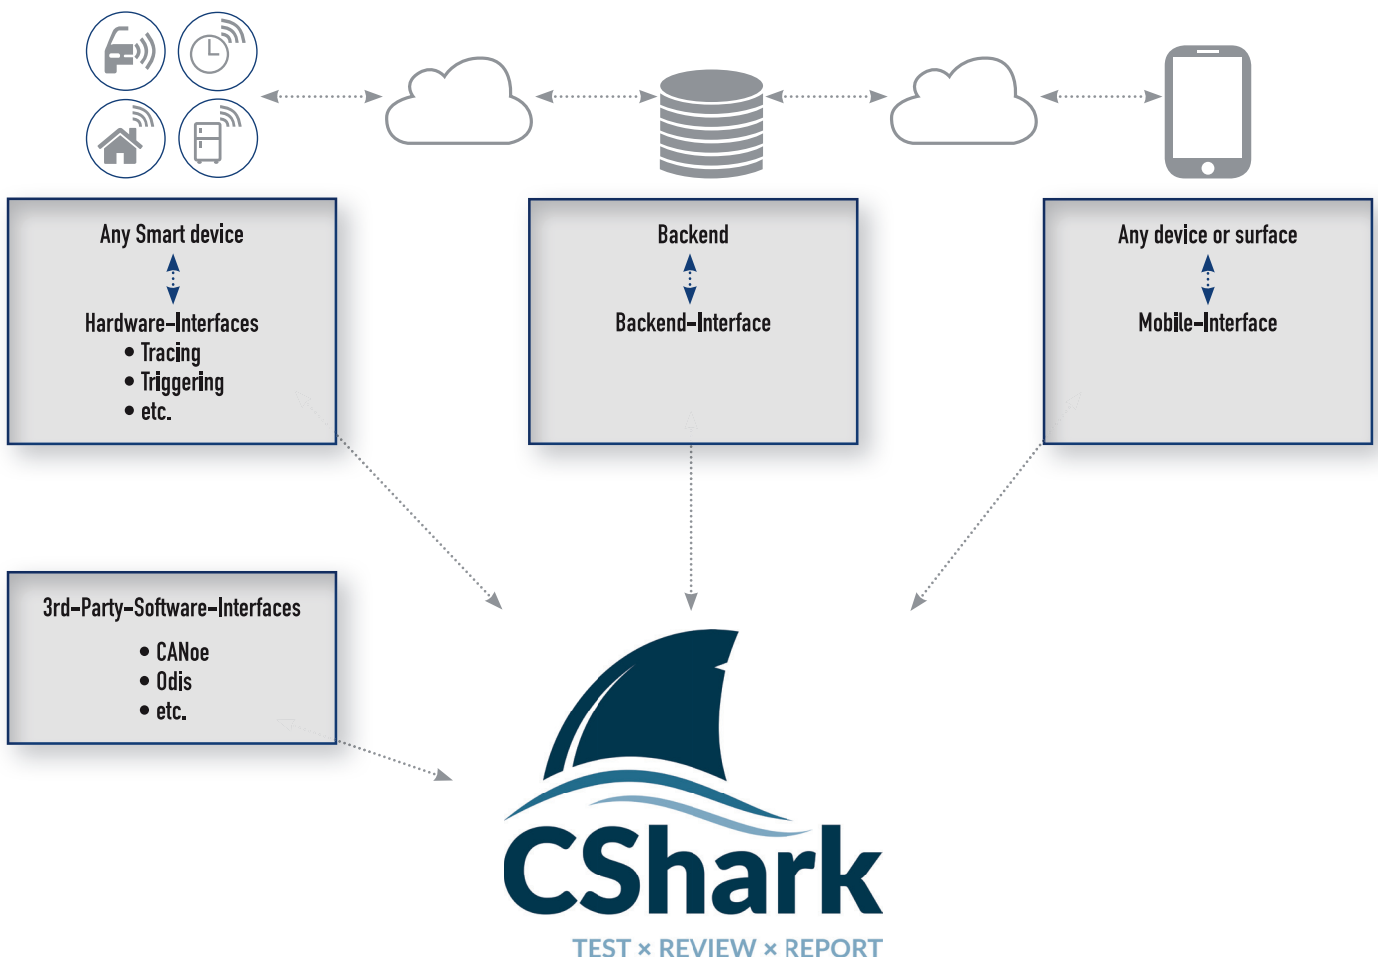 Any Smart device
Hardware-Interfaces
• Tracing
• Triggering
• etc.
Backend
Backend-Interface
Any device or surface
Mobile-Interface
3rd-Party-Software-Interfaces
• CANoe
• Odis
• etc.
CShark
TEST × REVIEW × REPORT